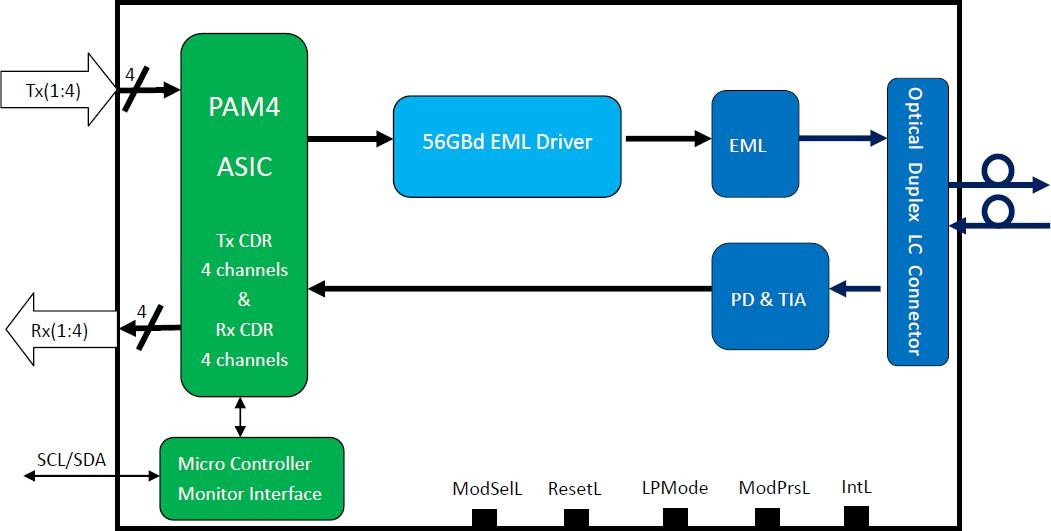 Tx(1:4)
4
PAM4
ASIC
Tx CDR
4 channels
&
Rx CDR
4 channels
56GBd EML Driver
EML
Optical Duplex LC Connector
PD & TIA
Rx(1:4)
4
SCL/SDA
Micro Controller
Monitor Interface
ModSelL
ResetL
LPMode
ModPrsL
IntL